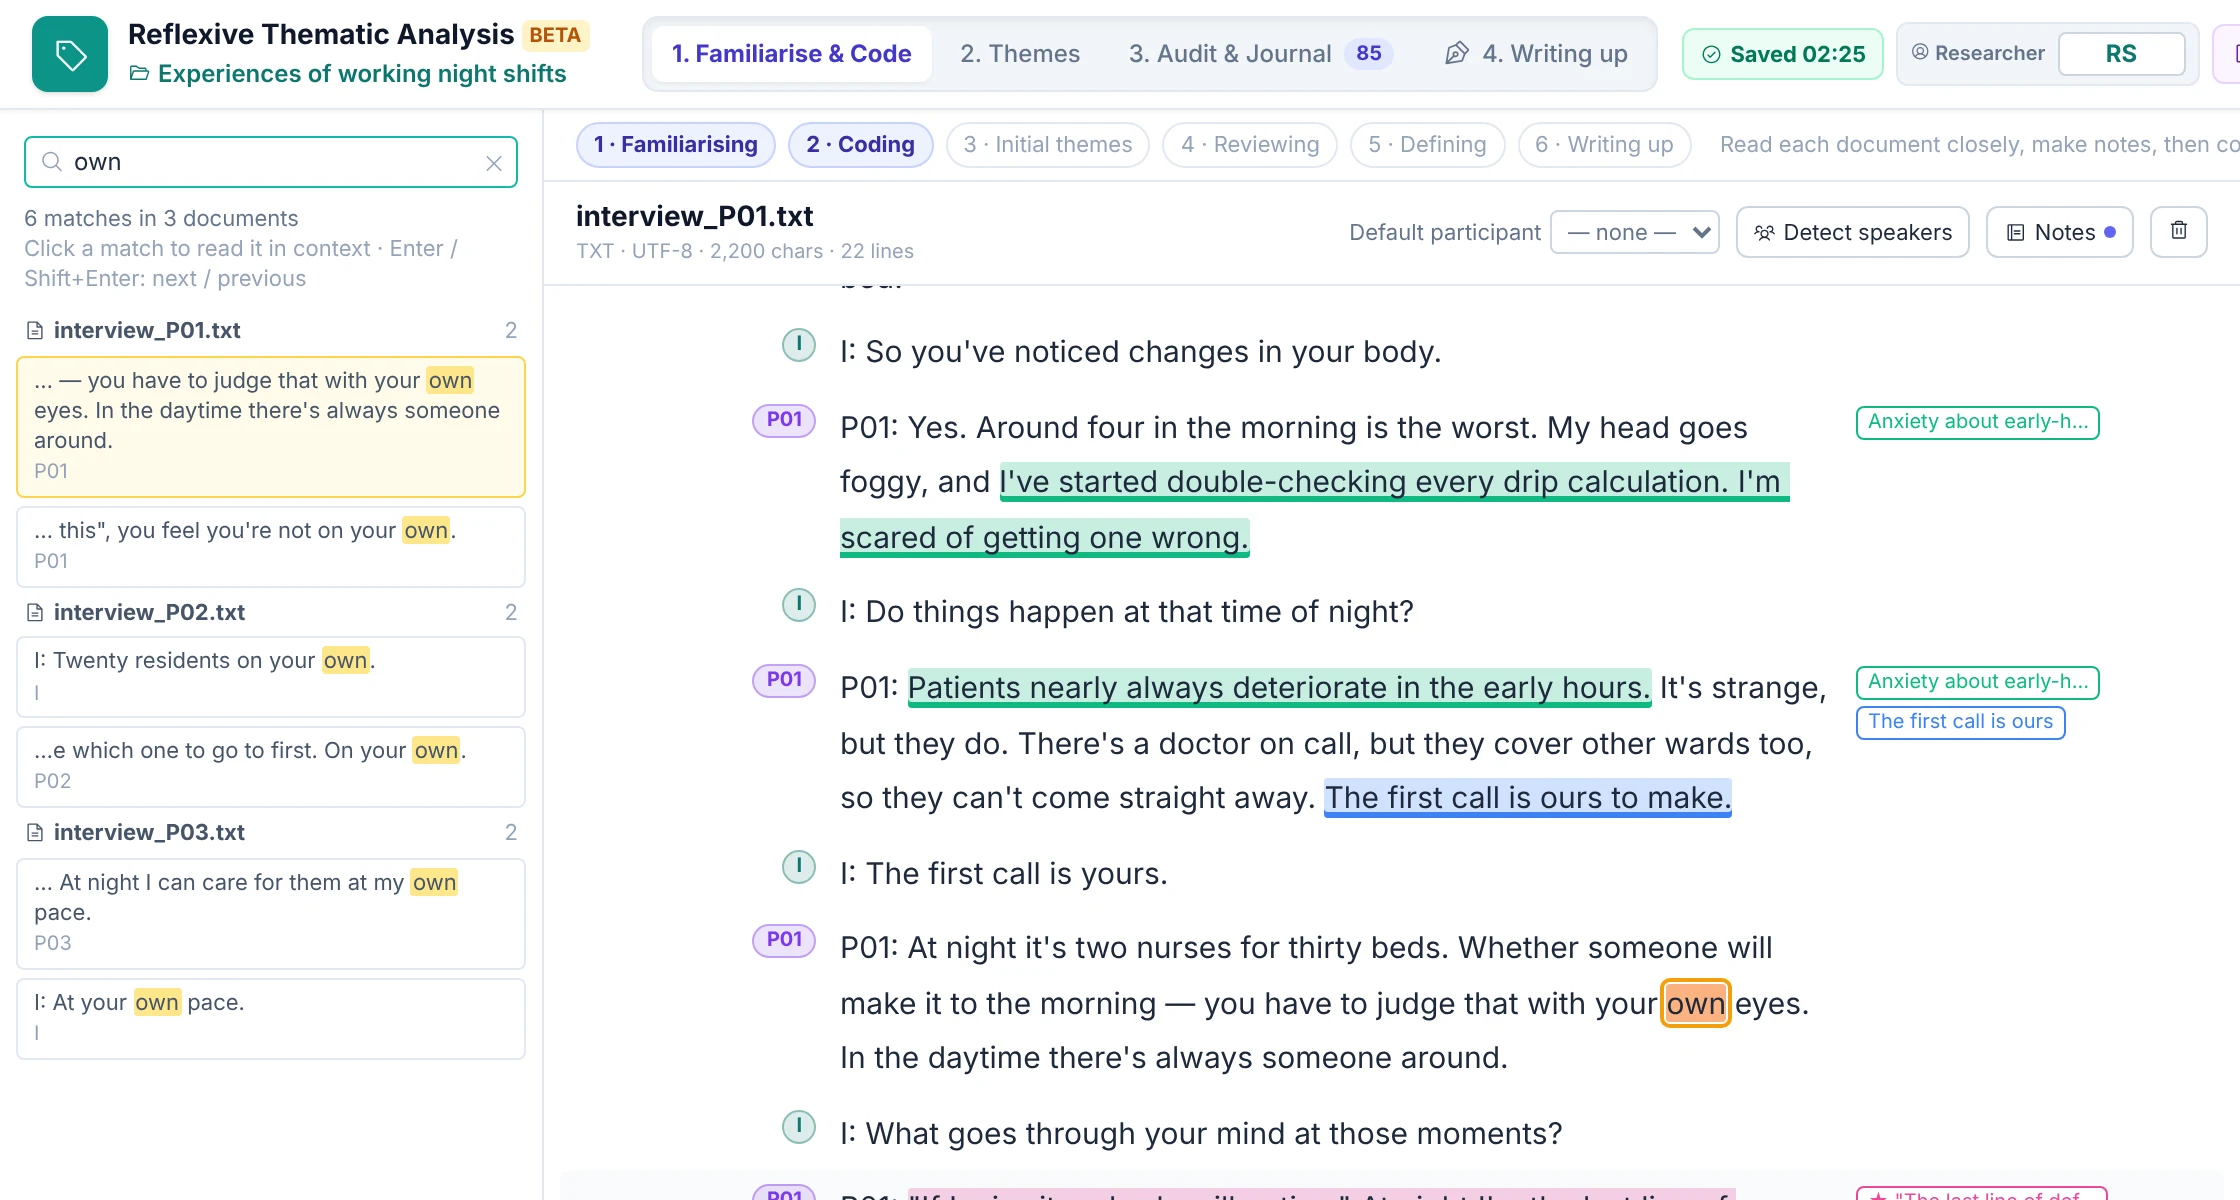 Reflexive Thematic Analysis BETA
Experiences of working night shifts
1. Familiarise & Code
2. Themes
3. Audit & Journal 85
4. Writing up
Saved 02:25
Researcher RS
own
6 matches in 3 documents
Click a match to read it in context · Enter /
Shift+Enter: next / previous
interview_P01.txt 2
... — you have to judge that with your own
eyes. In the daytime there's always someone
around.
P01
... this", you feel you're not on your own.
P01
interview_P02.txt 2
I: Twenty residents on your own.
I
...e which one to go to first. On your own.
P02
interview_P03.txt 2
... At night I can care for them at my own
pace.
P03
I: At your own pace.
I
1 · Familiarising
2 · Coding
3 · Initial themes
4 · Reviewing
5 · Defining
6 · Writing up
Read each document closely, make notes, then co
interview_P01.txt
TXT · UTF-8 · 2,200 chars · 22 lines
Default participant — none —
Detect speakers
Notes
I I: So you've noticed changes in your body.
P01 P01: Yes. Around four in the morning is the worst. My head goes
foggy, and I've started double-checking every drip calculation. I'm
scared of getting one wrong.
Anxiety about early-h...
I I: Do things happen at that time of night?
P01 P01: Patients nearly always deteriorate in the early hours. It's strange,
but they do. There's a doctor on call, but they cover other wards too,
so they can't come straight away. The first call is ours to make.
Anxiety about early-h...
The first call is ours
I I: The first call is yours.
P01 P01: At night it's two nurses for thirty beds. Whether someone will
make it to the morning — you have to judge that with your own eyes.
In the daytime there's always someone around.
I I: What goes through your mind at those moments?
P01 P01:
"The last line of def...